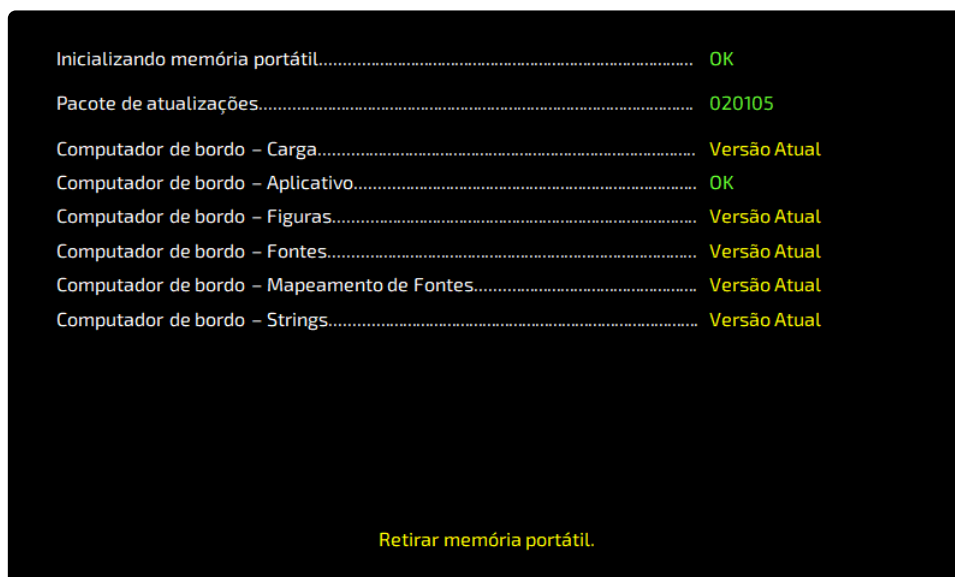 Inicializando memória portátil........................................................................... OK
Pacote de atualizações........................................................................................ 020105
Computador de bordo – Carga............................................................................ Versão Atual
Computador de bordo – Aplicativo..................................................................... OK
Computador de bordo – Figuras......................................................................... Versão Atual
Computador de bordo – Fontes.......................................................................... Versão Atual
Computador de bordo – Mapeamento de Fontes............................................. Versão Atual
Computador de bordo – Strings.......................................................................... Versão Atual
Retirar memória portátil.